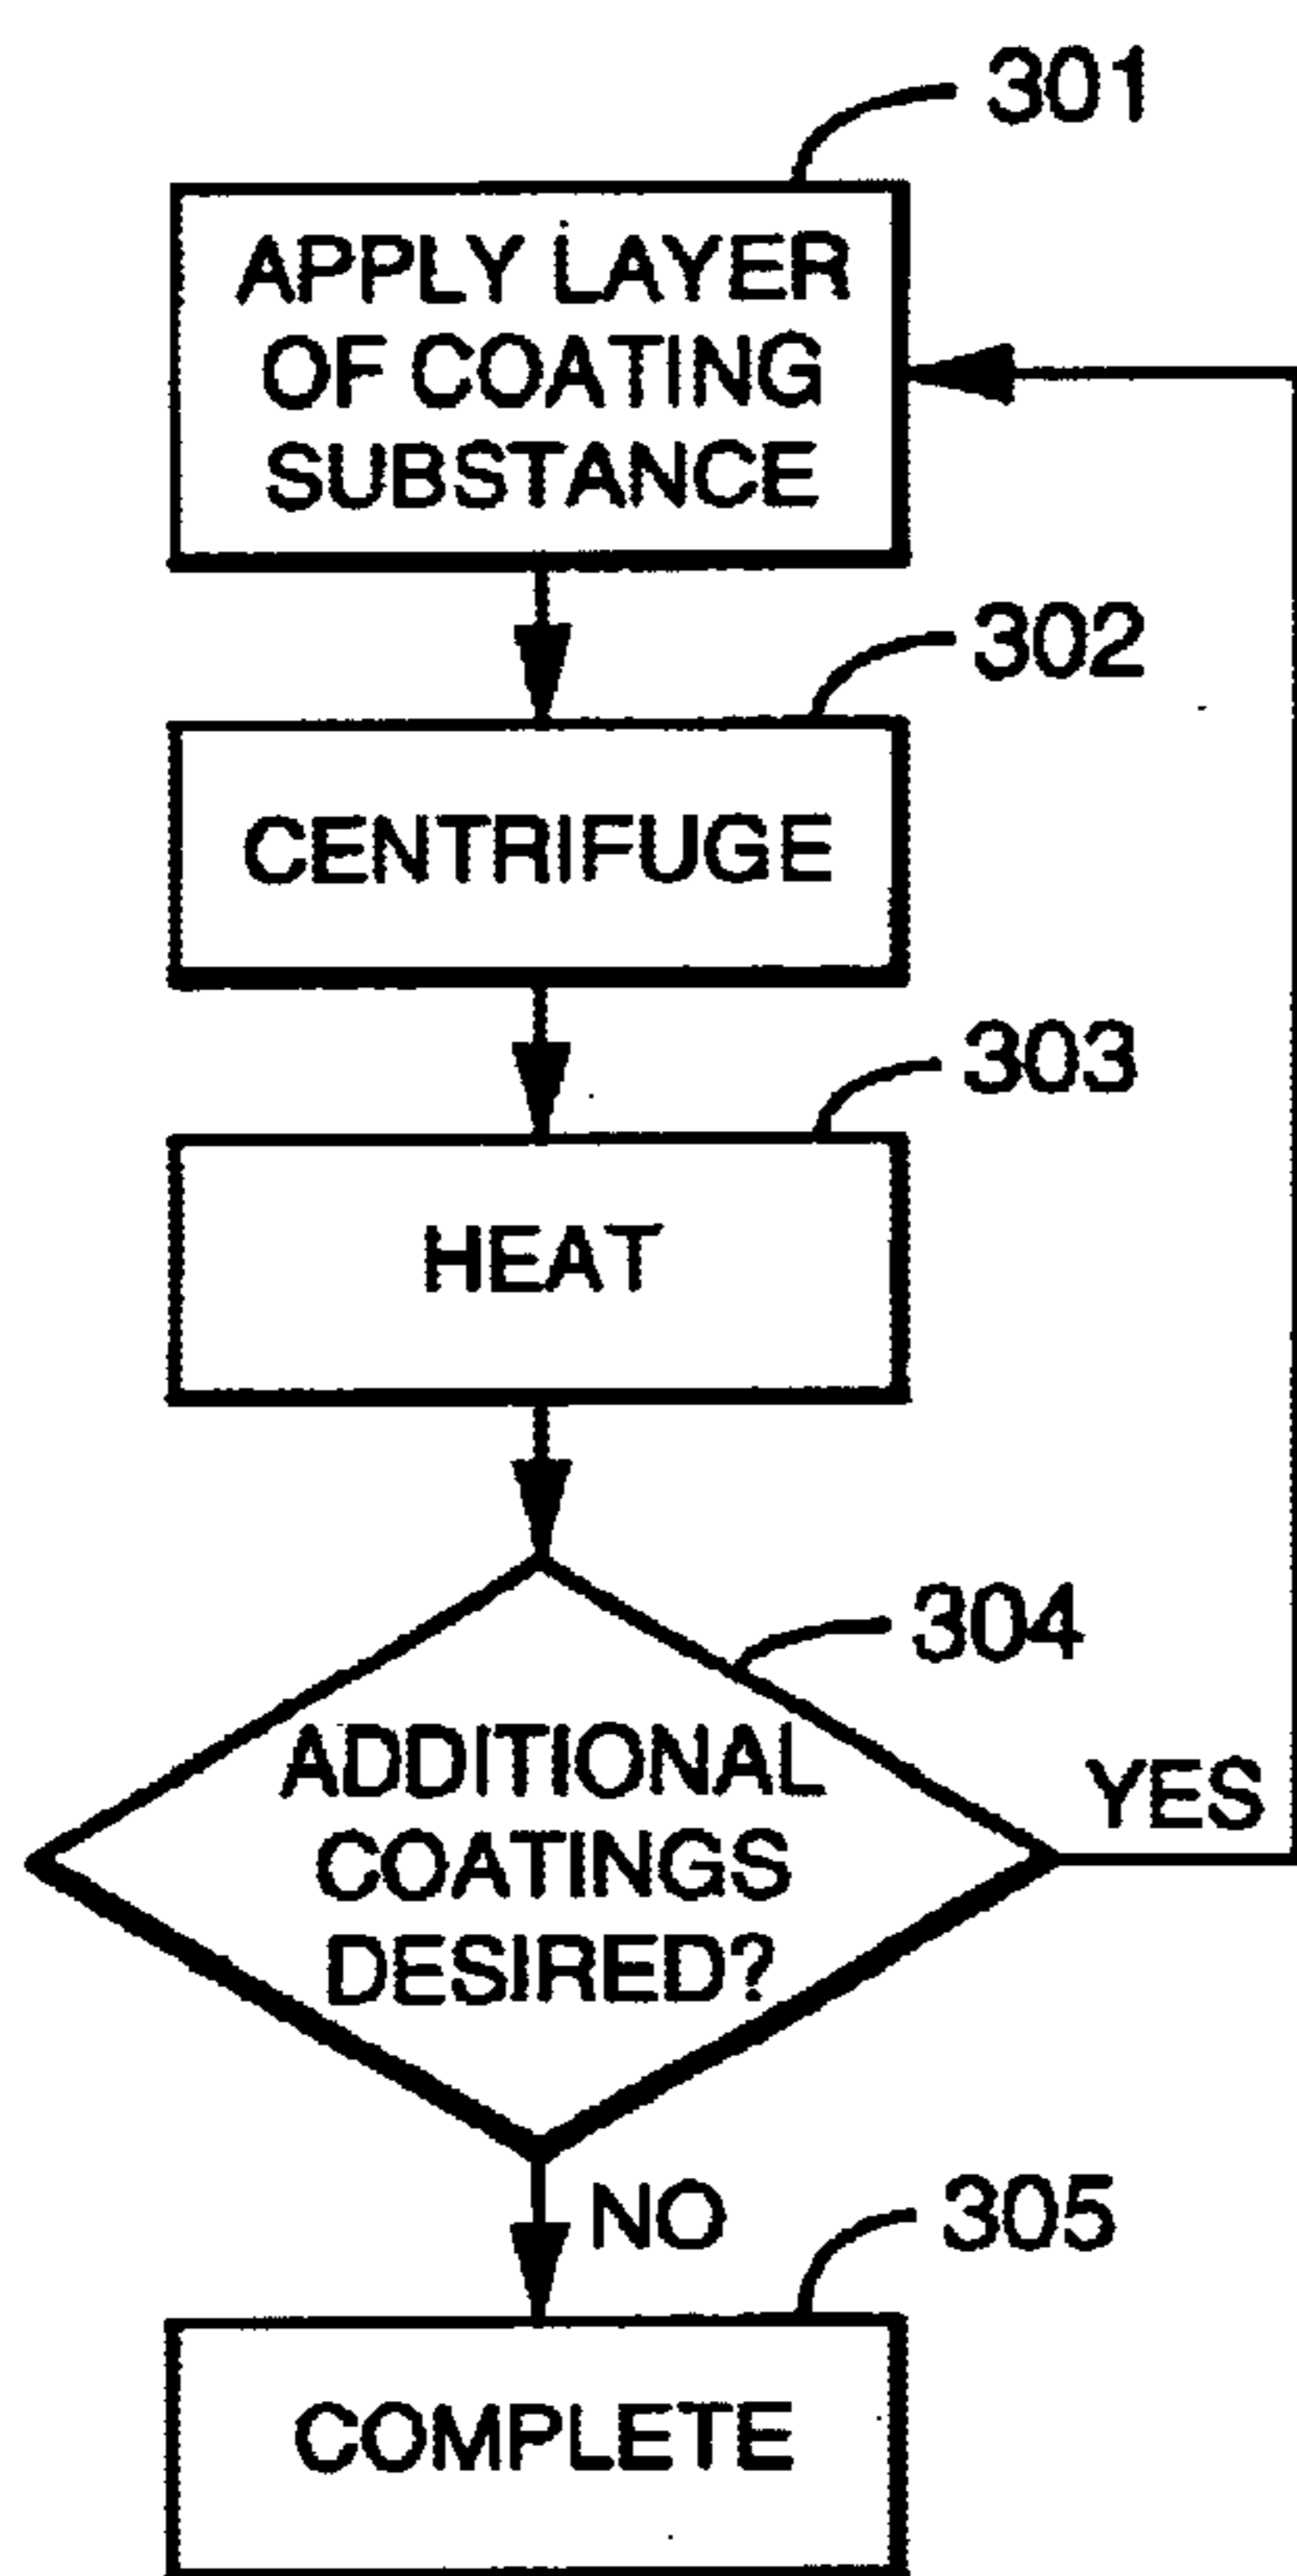 301
APPLY LAYER
OF COATING
SUBSTANCE
302
CENTRIFUGE
303
HEAT
304
ADDITIONAL
COATINGS
DESIRED?
YES
NO
305
COMPLETE